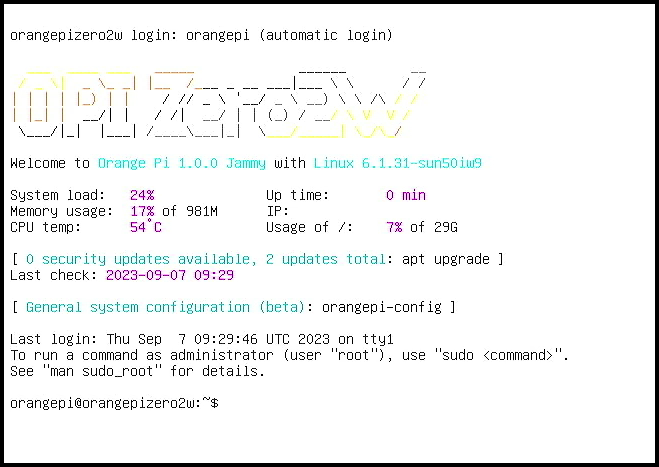 orangepizero2w login: orangepi (automatic login)
OPI Zero2W
Welcome to Orange Pi 1.0.0 Jammy with Linux 6.1.31-sun50iw9
System load:   24%              Up time:       0 min
Memory usage:  17% of 981M      IP:
CPU temp:      54°C             Usage of /:    7% of 29G
[ 0 security updates available, 2 updates total: apt upgrade ]
Last check: 2023-09-07 09:29
[ General system configuration (beta): orangepi-config ]
Last login: Thu Sep  7 09:29:46 UTC 2023 on tty1
To run a command as administrator (user "root"), use "sudo <command>".
See "man sudo_root" for details.
orangepi@orangepizero2w:~$